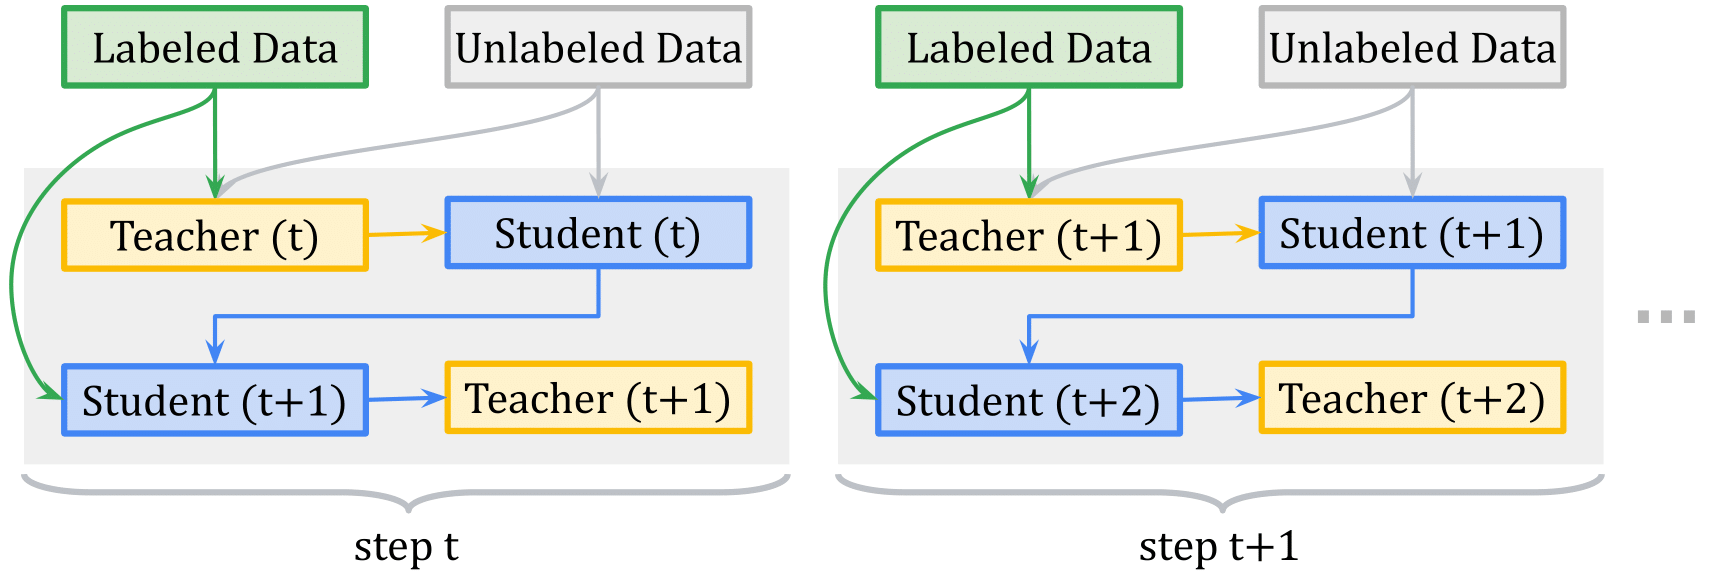 Labeled Data
Unlabeled Data
Teacher (t)
Student (t)
Student (t+1)
Teacher (t+1)
step t
Labeled Data
Unlabeled Data
Teacher (t+1)
Student (t+1)
Student (t+2)
Teacher (t+2)
step t+1
...